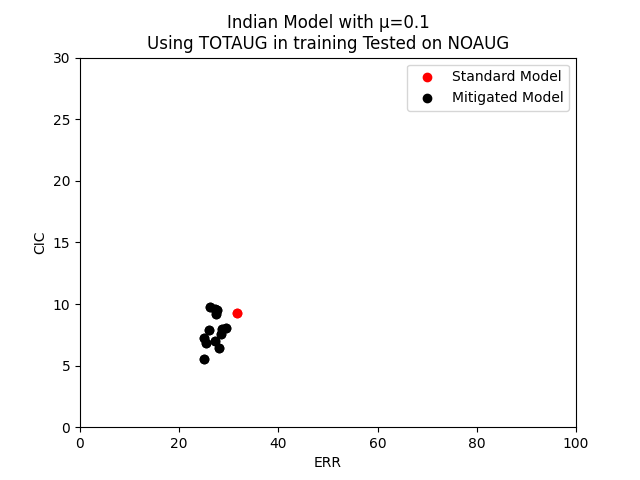 Indian Model with μ=0.1
Using TOTAUG in training Tested on NOAUG
Standard Model
Mitigated Model
30
25
20
15
10
5
0
CIC
0 20 40 60 80 100
ERR